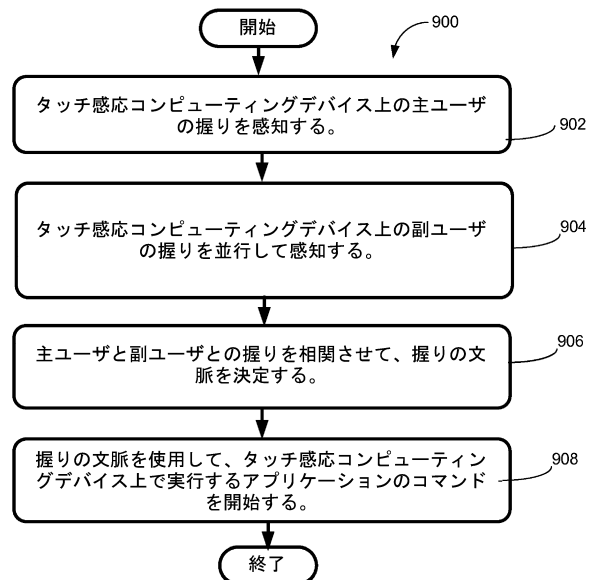 開始
900
タッチ感応コンピューティングデバイス上の主ユーザ
の握りを感知する。
902
タッチ感応コンピューティングデバイス上の副ユーザ
の握りを並行して感知する。
904
主ユーザと副ユーザとの握りを相関させて、握りの文
脈を決定する。
906
握りの文脈を使用して、タッチ感応コンピューティン
グデバイス上で実行するアプリケーションのコマンド
を開始する。
908
終了